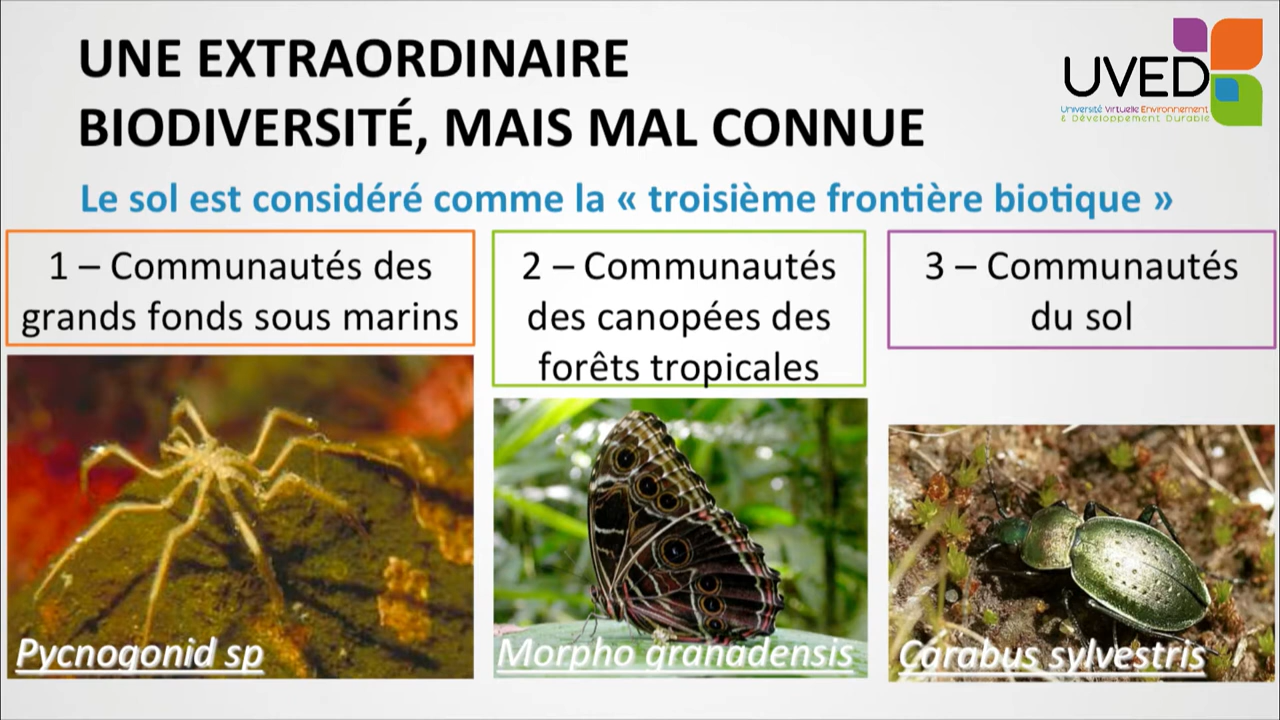 UNE EXTRAORDINAIRE
BIODIVERSITÉ, MAIS MAL CONNUE
UVED
Université Virtuelle Environnement
& Développement Durable
Le sol est considéré comme la « troisième frontière biotique »
1 – Communautés des
grands fonds sous marins
2 – Communautés
des canopées des
forêts tropicales
3 – Communautés
du sol
Pycnogonid sp
Morpho granadensis
Carabus sylvestris